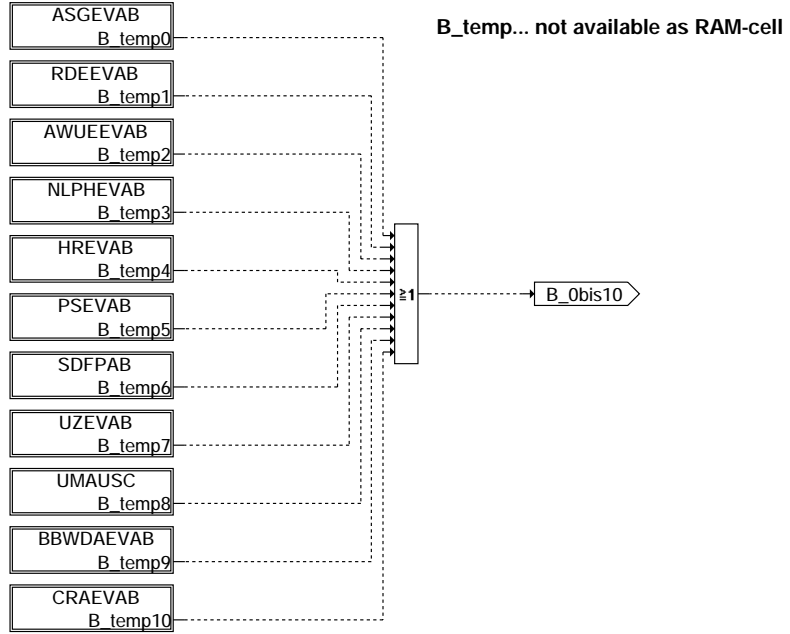 ASGEVAB
B_temp0
B_temp... not available as RAM-cell
RDEEVAB
B_temp1
AWUEEVAB
B_temp2
NLPHEVAB
B_temp3
HREVAB
B_temp4
≧1
B_0bis10
PSEVAB
B_temp5
SDFPAB
B_temp6
UZEVAB
B_temp7
UMAUSC
B_temp8
BBWDAEVAB
B_temp9
CRAEVAB
B_temp10